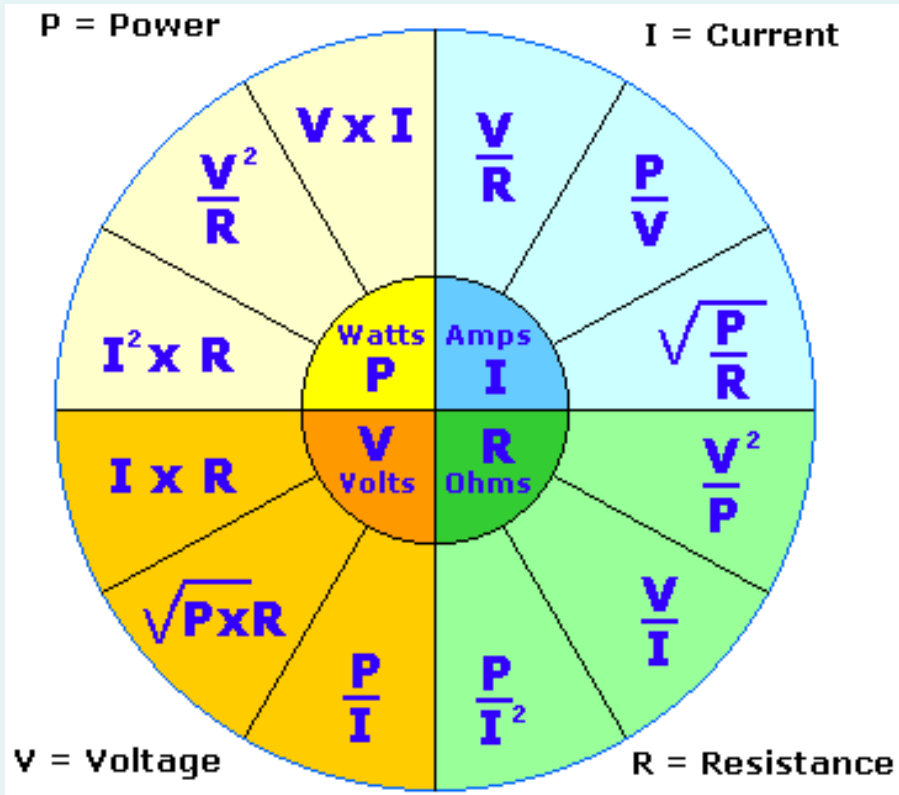 P = Power
I = Current
V x I
V
R
P
V
V²
R
√P
R
I² x R
Watts
P
Amps
I
V
Volts
R
Ohms
I x R
V²
P
√PxR
V
I
P
I
P
I²
V = Voltage
R = Resistance